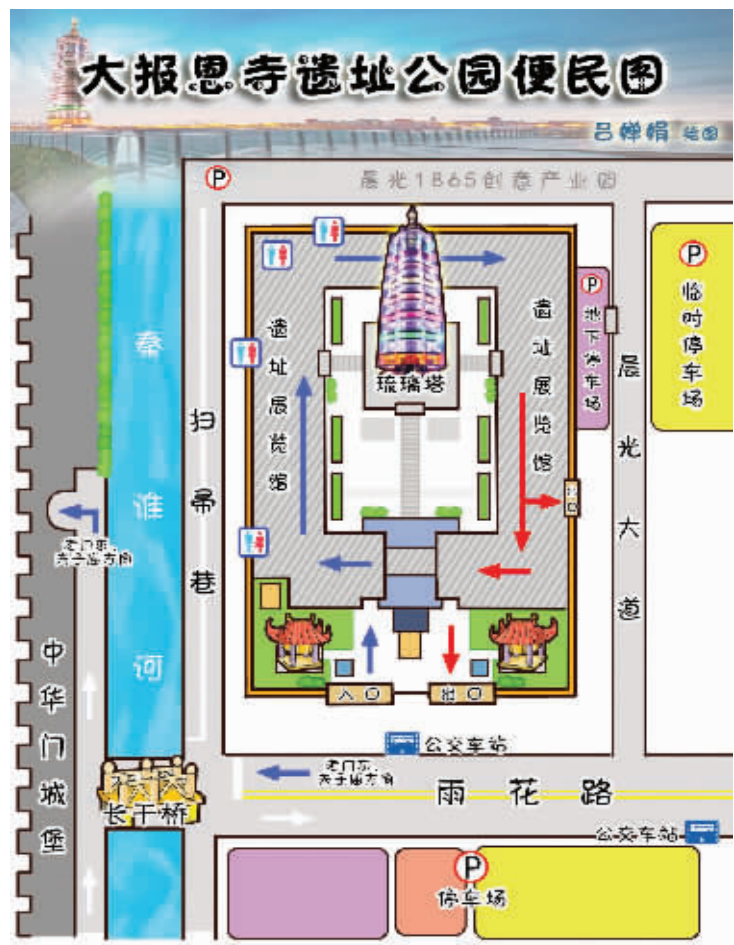 大报恩寺遗址公园便民图
吕婵娟 绘图
P
晨光1865创意产业园
P
临时停车场
P
地下停车场
遗址展览馆
遗址展览馆
琉璃塔
秦淮河
扫帚巷
晨光大道
出口
老门东、
夫子庙方向
中华门城堡
入口
出口
公交车站
老门东、
夫子庙方向
雨花路
长干桥
公交车站
P
停车场